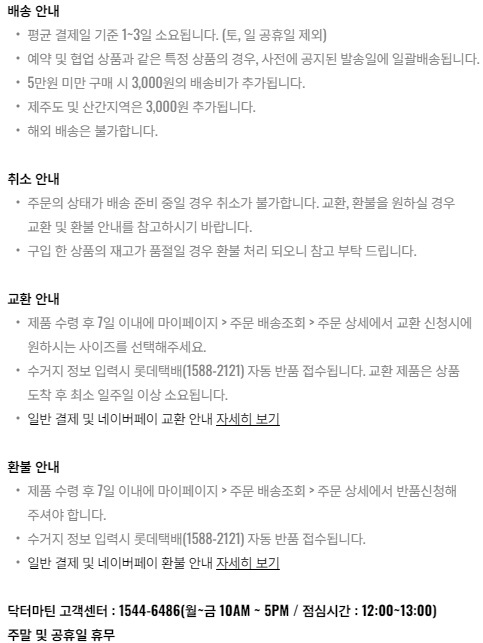 배송 안내
• 평균 결제일 기준 1~3일 소요됩니다. (토, 일 공휴일 제외)
• 예약 및 협업 상품과 같은 특정 상품의 경우, 사전에 공지된 발송일에 일괄배송됩니다.
• 5만원 미만 구매 시 3,000원의 배송비가 추가됩니다.
• 제주도 및 산간지역은 3,000원 추가됩니다.
• 해외 배송은 불가합니다.
취소 안내
• 주문의 상태가 배송 준비 중일 경우 취소가 불가합니다. 교환, 환불을 원하실 경우
교환 및 환불 안내를 참고하시기 바랍니다.
• 구입 한 상품의 재고가 품절일 경우 환불 처리 되오니 참고 부탁 드립니다.
교환 안내
• 제품 수령 후 7일 이내에 마이페이지 > 주문 배송조회 > 주문 상세에서 교환 신청시에
원하시는 사이즈를 선택해주세요.
• 수거지 정보 입력시 롯데택배(1588-2121) 자동 반품 접수됩니다. 교환 제품은 상품
도착 후 최소 일주일 이상 소요됩니다.
• 일반 결제 및 네이버페이 교환 안내 자세히 보기
환불 안내
• 제품 수령 후 7일 이내에 마이페이지 > 주문 배송조회 > 주문 상세에서 반품신청해
주셔야 합니다.
• 수거지 정보 입력시 롯데택배(1588-2121) 자동 반품 접수됩니다.
• 일반 결제 및 네이버페이 환불 안내 자세히 보기
닥터마틴 고객센터 : 1544-6486(월~금 10AM ~ 5PM / 점심시간 : 12:00~13:00)
주말 및 공휴일 휴무